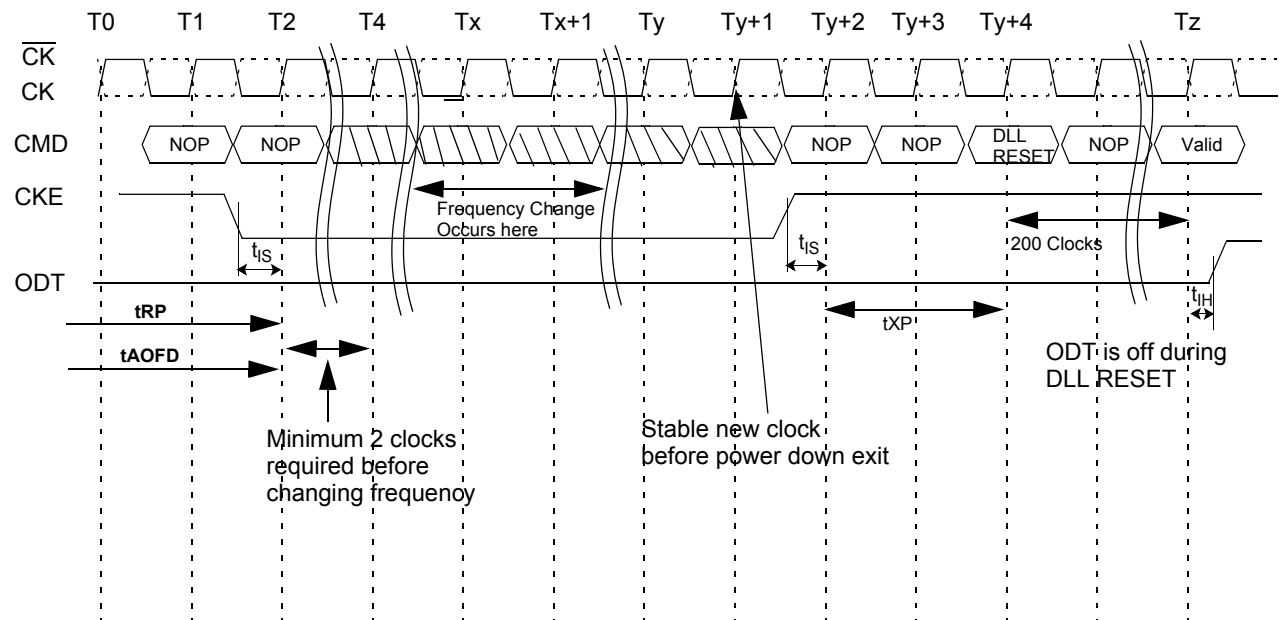 T0 T1 T2 T4 Tx Tx+1 Ty Ty+1 Ty+2 Ty+3 Ty+4 Tz
CK
CK
CMD NOP NOP NOP NOP DLL RESET NOP Valid
CKE
Frequency Change
Occurs here
tIS
tIS
200 Clocks
ODT
tRP
tXP
tIH
tAOFD
ODT is off during
DLL RESET
Minimum 2 clocks
required before
changing frequency
Stable new clock
before power down exit